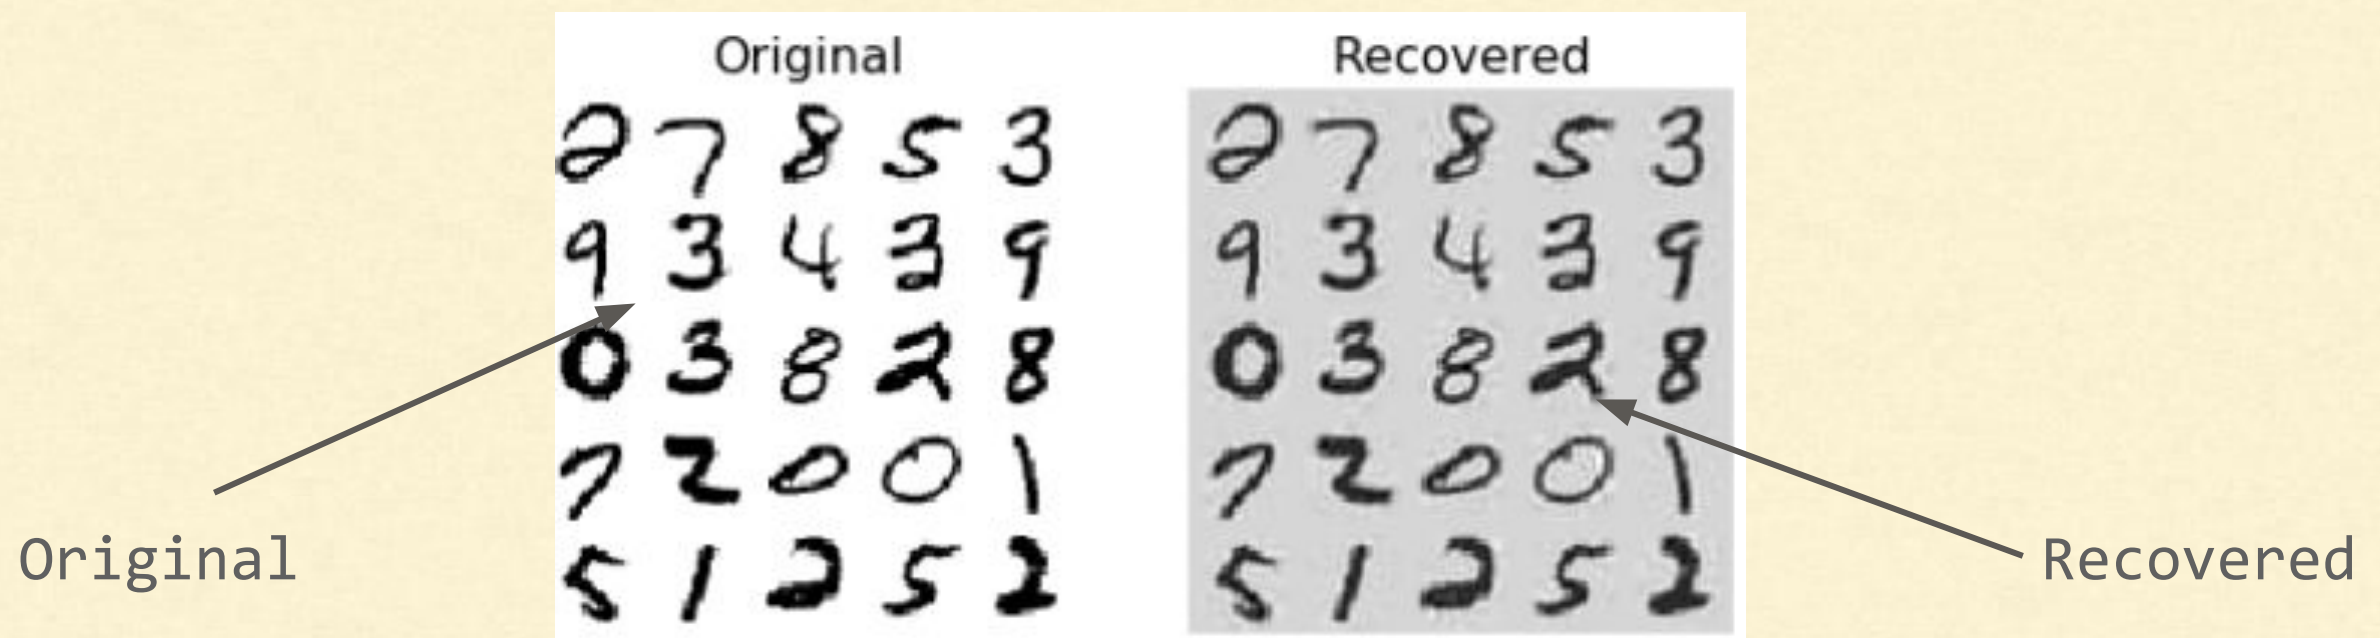 Original Recovered
2 7 8 5 3 2 7 8 5 3
9 3 4 3 9 9 3 4 3 9
0 3 8 2 8 0 3 8 2 8
7 2 0 0 1 7 2 0 0 1
5 1 2 5 2 5 1 2 5 2
Original Recovered